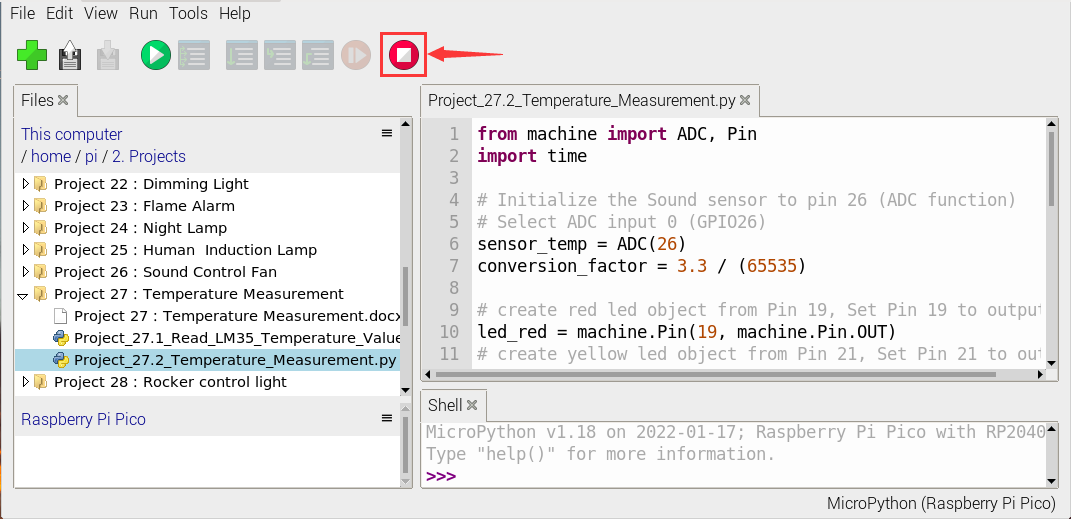 File Edit View Run Tools Help
Files
This computer
/ home / pi / 2. Projects
Project 22 : Dimming Light
Project 23 : Flame Alarm
Project 24 : Night Lamp
Project 25 : Human  Induction Lamp
Project 26 : Sound Control Fan
Project 27 : Temperature Measurement
Project 27 : Temperature Measurement.docx
Project_27.1_Read_LM35_Temperature_Value
Project_27.2_Temperature_Measurement.py
Project 28 : Rocker control light
Raspberry Pi Pico
Project_27.2_Temperature_Measurement.py
1 from machine import ADC, Pin
2 import time
3
4 # Initialize the Sound sensor to pin 26 (ADC function)
5 # Select ADC input 0 (GPIO26)
6 sensor_temp = ADC(26)
7 conversion_factor = 3.3 / (65535)
8
9 # create red led object from Pin 19, Set Pin 19 to output
10 led_red = machine.Pin(19, machine.Pin.OUT)
11 # create yellow led object from Pin 21, Set Pin 21 to out
Shell
MicroPython v1.18 on 2022-01-17; Raspberry Pi Pico with RP2040
Type "help()" for more information.
>>>
MicroPython (Raspberry Pi Pico)